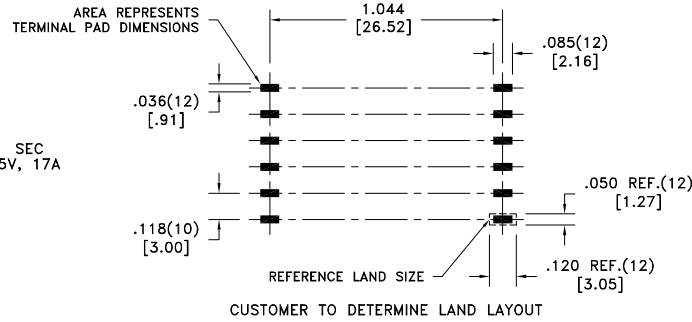 AREA REPRESENTS
TERMINAL PAD DIMENSIONS
1.044
[26.52]
.085(12)
[2.16]
.036(12)
[.91]
SEC
5V, 17A
.050 REF.(12)
[1.27]
.118(10)
[3.00]
REFERENCE LAND SIZE
.120 REF.(12)
[3.05]
CUSTOMER TO DETERMINE LAND LAYOUT